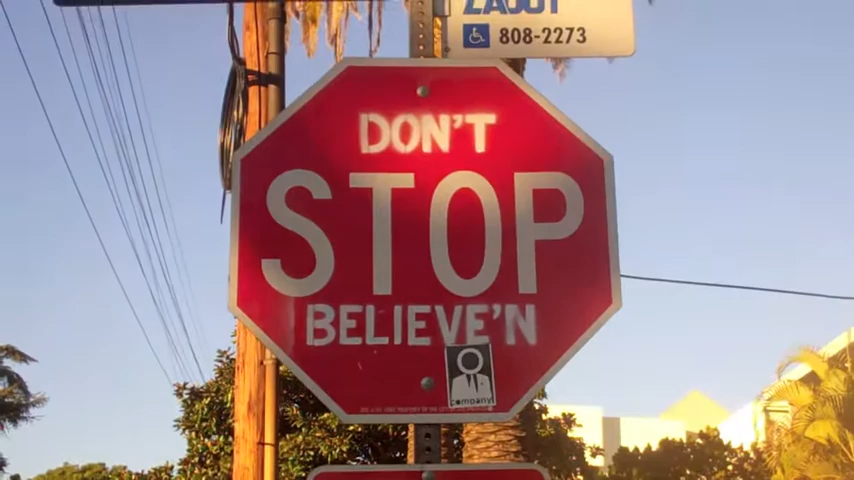 808-2273
DON'T
STOP
BELIEVE'N
company